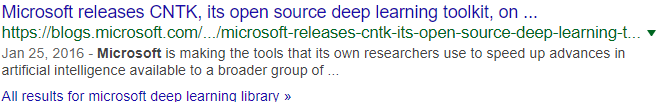 Microsoft releases CNTK, its open source deep learning toolkit, on ...
https://blogs.microsoft.com/.../microsoft-releases-cntk-its-open-source-deep-learning-t...
Jan 25, 2016 - Microsoft is making the tools that its own researchers use to speed up advances in
artificial intelligence available to a broader group of ...
All results for microsoft deep learning library »